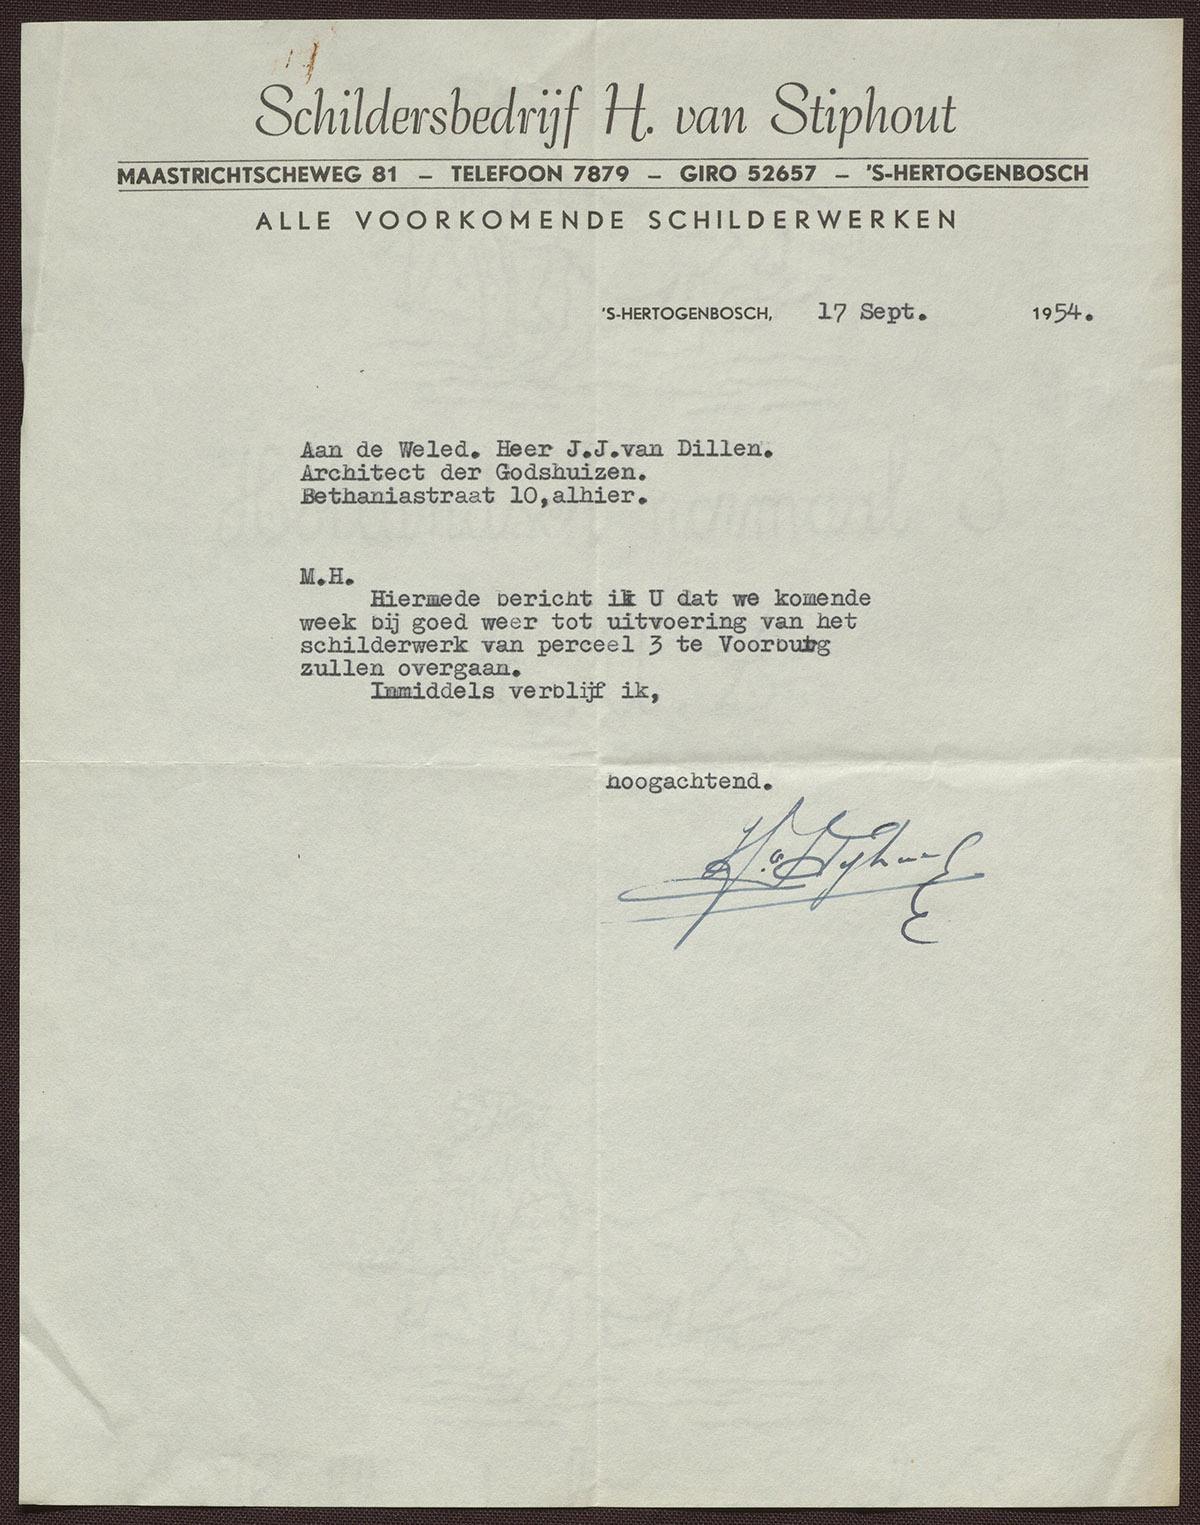 Schildersbedrijf H. van Stiphout
MAASTRICHTSCHEWEG 81 – TELEFOON 7879 – GIRO 52657 – 'S-HERTOGENBOSCH
ALLE VOORKOMENDE SCHILDERWERKEN
'S-HERTOGENBOSCH, 17 Sept. 1954.
Aan de Weled. Heer J.J.van Dillen.
Architect der Godshuizen.
Bethaniastraat 10,alhier.
M.H.
Hiermede bericht ik U dat we komende
week bij goed weer tot uitvoering van het
schilderwerk van perceel 3 te Voorburg
zullen overgaan.
Inmiddels verblijf ik,
hoogachtend.